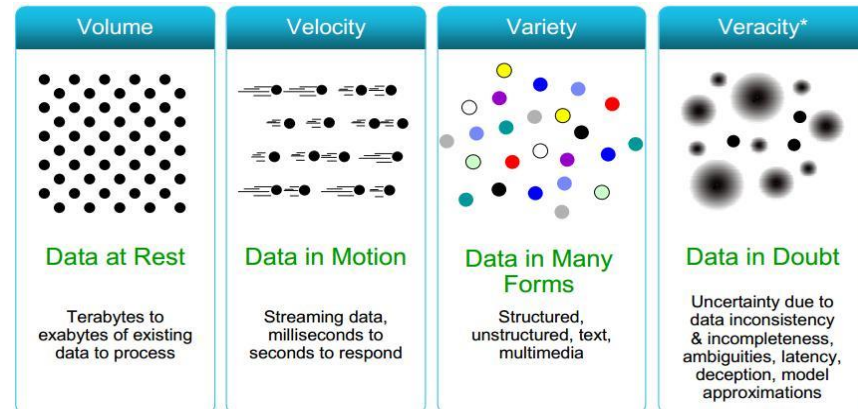 Volume
Data at Rest
Terabytes to
exabytes of existing
data to process
Velocity
Data in Motion
Streaming data,
milliseconds to
seconds to respond
Variety
Data in Many
Forms
Structured,
unstructured, text,
multimedia
Veracity*
Data in Doubt
Uncertainty due to
data inconsistency
& incompleteness,
ambiguities, latency,
deception, model
approximations